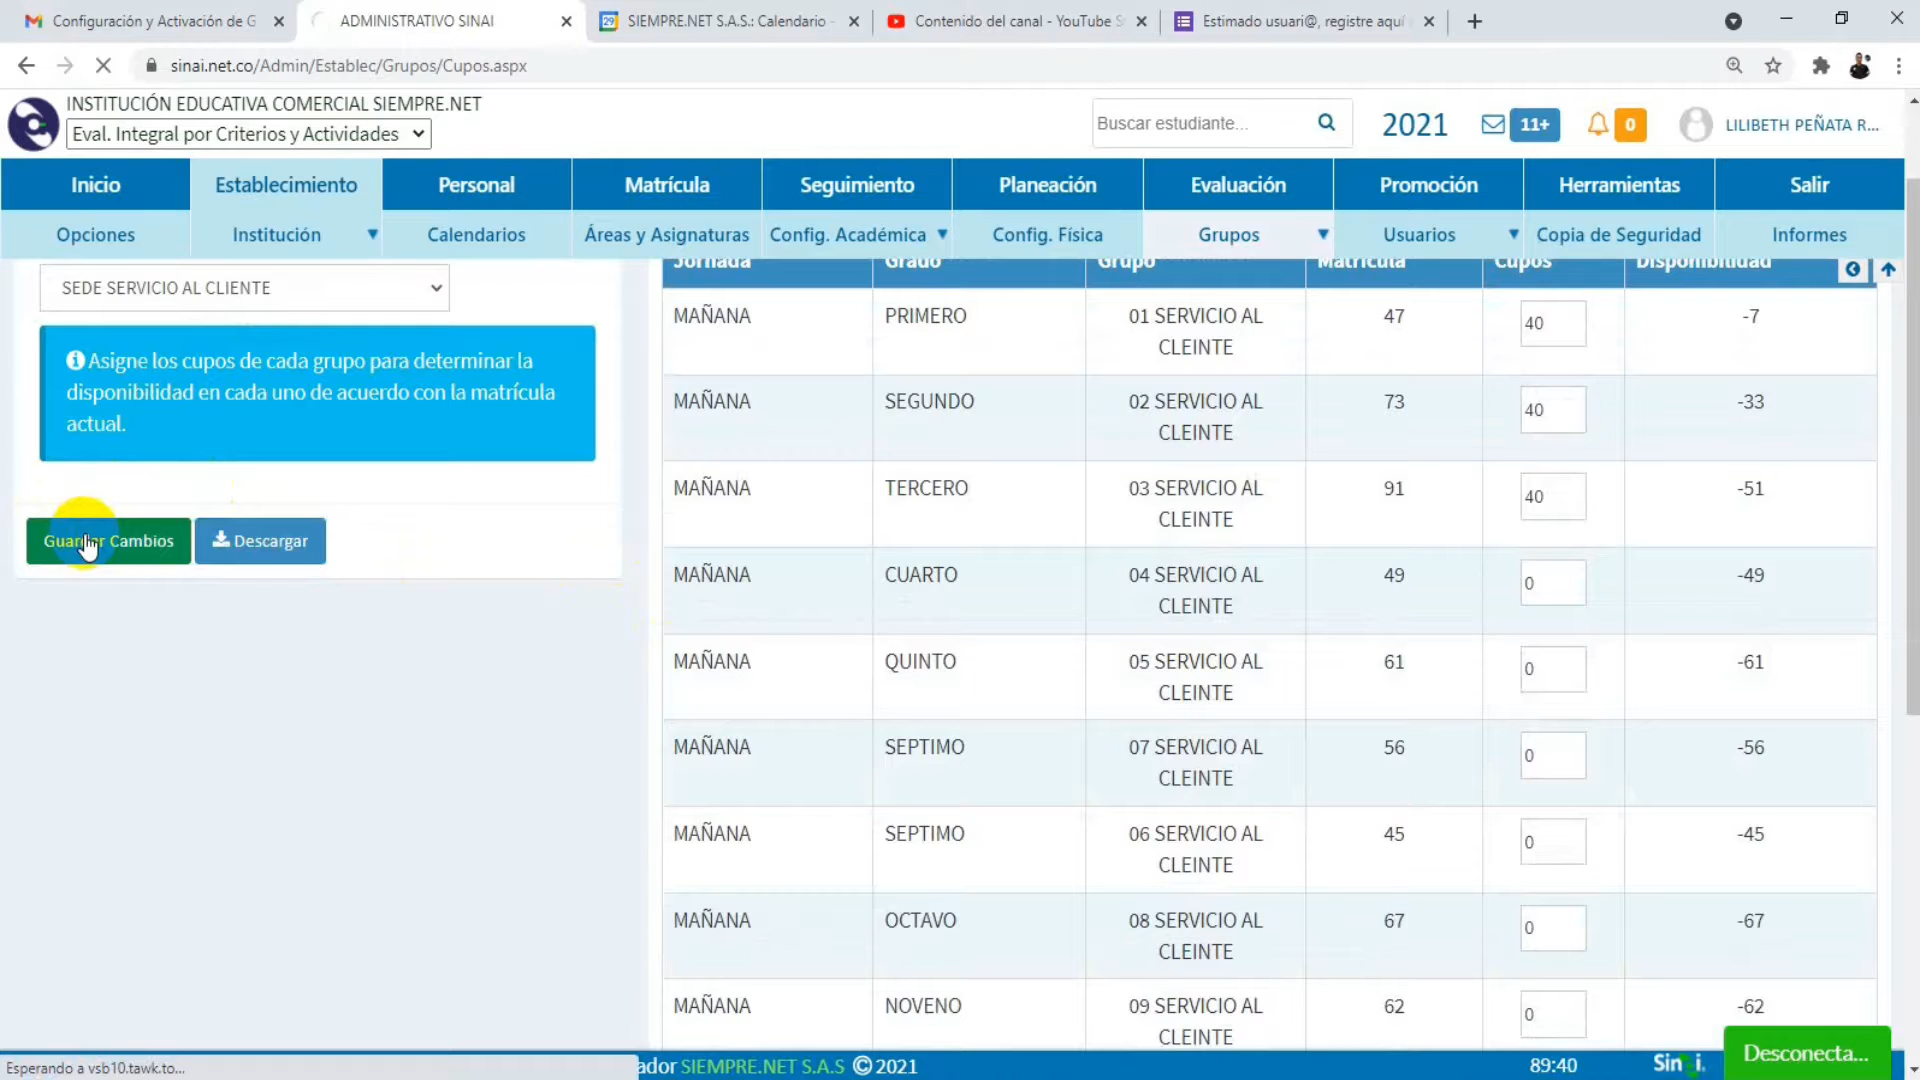 Configuración y Activación de G
ADMINISTRATIVO SINAI
29 SIEMPRE.NET S.A.S.: Calendario -
Contenido del canal - YouTube S
Estimado usuari@, registre aquí
sinai.net.co/Admin/Establec/Grupos/Cupos.aspx
INSTITUCIÓN EDUCATIVA COMERCIAL SIEMPRE.NET
Eval. Integral por Criterios y Actividades
Buscar estudiante... 2021 11+ 0 LILIBETH PEÑATA R...
Inicio Establecimiento Personal Matrícula Seguimiento Planeación Evaluación Promoción Herramientas Salir
Opciones Institución Calendarios Áreas y Asignaturas Config. Académica Config. Física Grupos Usuarios Copia de Seguridad Informes
SEDE SERVICIO AL CLIENTE
Asigne los cupos de cada grupo para determinar la
disponibilidad en cada uno de acuerdo con la matrícula
actual.
Guardar Cambios Descargar
Jornada Grado Grupo Matrícula Cupos Disponibilidad
MAÑANA PRIMERO 01 SERVICIO AL CLEINTE 47 40 -7
MAÑANA SEGUNDO 02 SERVICIO AL CLEINTE 73 40 -33
MAÑANA TERCERO 03 SERVICIO AL CLEINTE 91 40 -51
MAÑANA CUARTO 04 SERVICIO AL CLEINTE 49 0 -49
MAÑANA QUINTO 05 SERVICIO AL CLEINTE 61 0 -61
MAÑANA SEPTIMO 07 SERVICIO AL CLEINTE 56 0 -56
MAÑANA SEPTIMO 06 SERVICIO AL CLEINTE 45 0 -45
MAÑANA OCTAVO 08 SERVICIO AL CLEINTE 67 0 -67
MAÑANA NOVENO 09 SERVICIO AL CLEINTE 62 0 -62
Esperando a vsb10.tawk.to...
ador SIEMPRE.NET S.A.S © 2021
89:40
Sinai.
Desconecta...